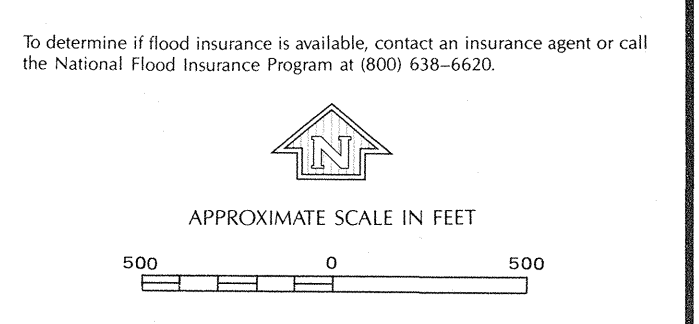 To determine if flood insurance is available, contact an insurance agent or call
the National Flood Insurance Program at (800) 638–6620.
N
APPROXIMATE SCALE IN FEET
500 0 500